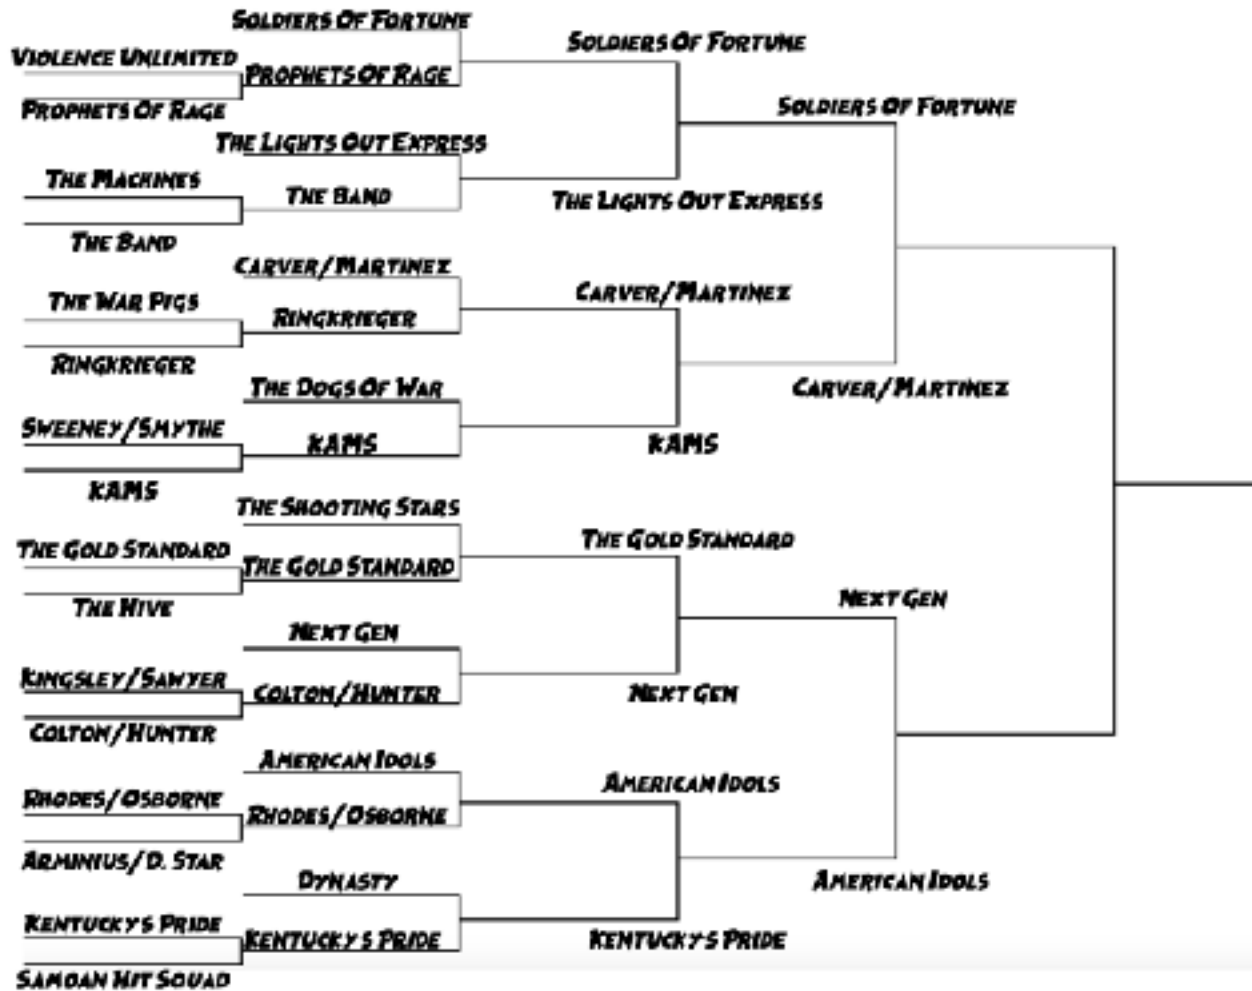 Soldiers Of Fortune
Soldiers Of Fortune
Violence Unlimited
Prophets Of Rage
Prophets Of Rage
Soldiers Of Fortune
The Lights Out Express
The Machines
The Band
The Lights Out Express
The Band
Carver/Martinez
Carver/Martinez
The War Pigs
Ringkrieger
Ringkrieger
The Dogs Of War
Carver/Martinez
Sweeney/Smythe
KAMS
KAMS
KAMS
The Shooting Stars
The Gold Standard
The Gold Standard
The Gold Standard
The Hive
Next Gen
Next Gen
Kingsley/Sawyer
Colton/Hunter
Next Gen
Colton/Hunter
American Idols
American Idols
Rhodes/Osborne
Rhodes/Osborne
Arminius/D. Star
Dynasty
American Idols
Kentucky's Pride
Kentucky's Pride
Kentucky's Pride
Samoan Hit Squad